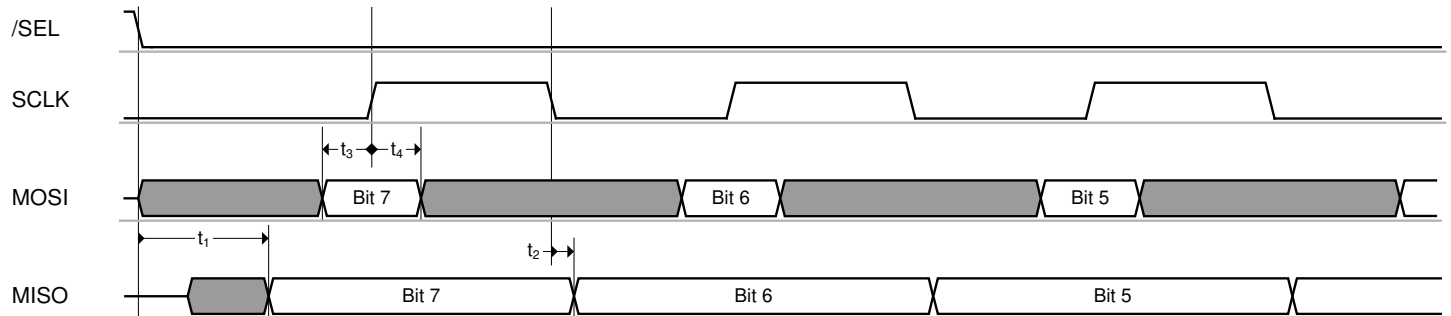 /SEL
SCLK
t3 t4
MOSI Bit 7 Bit 6 Bit 5
t1
t2
MISO Bit 7 Bit 6 Bit 5